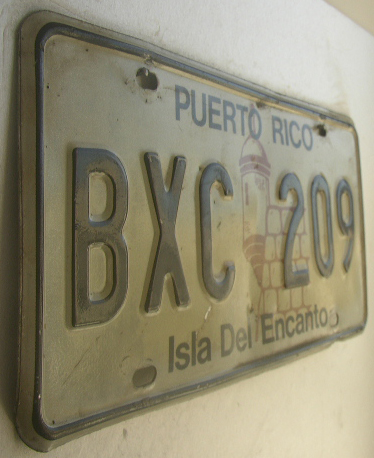 PUERTO RICO
BXC 209
Isla Del Encanto